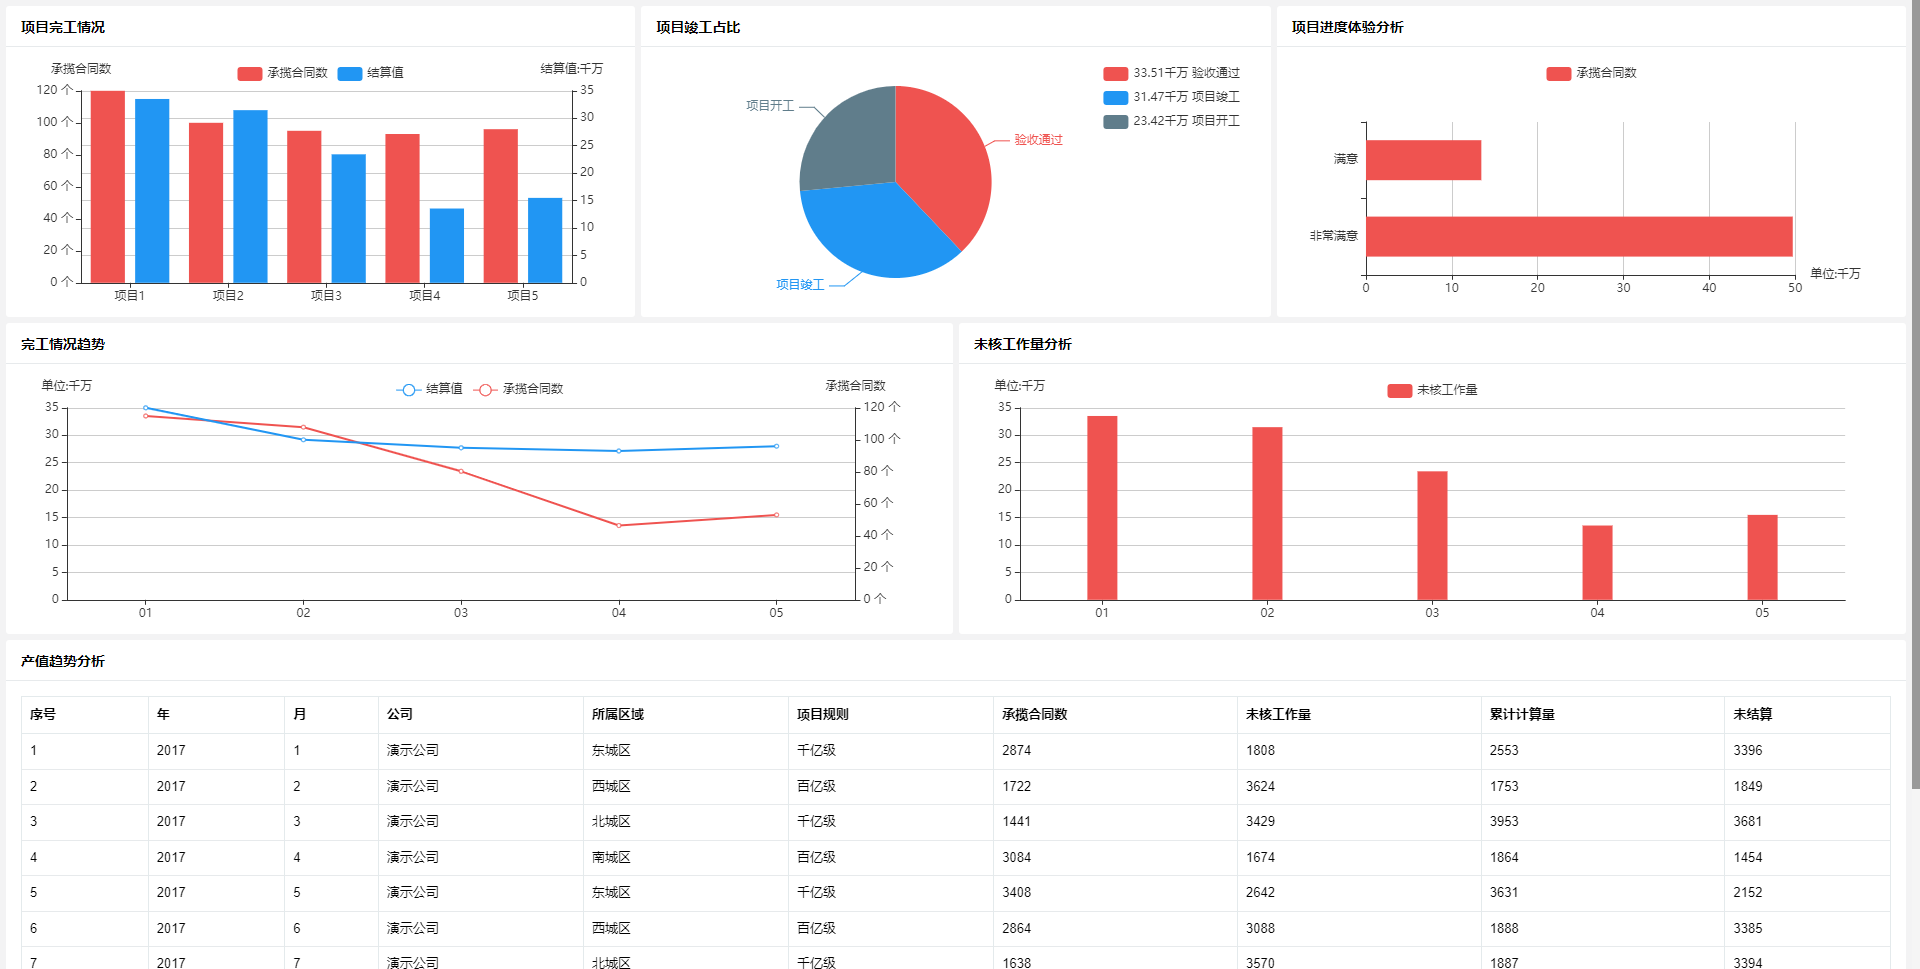 项目完工情况
承揽合同数 结算值:千万
承揽合同数 结算值
120 个
100 个
80 个
60 个
40 个
20 个
0 个
35
30
25
20
15
10
5
0
项目1 项目2 项目3 项目4 项目5
项目竣工占比
33.51千万 验收通过
31.47千万 项目竣工
23.42千万 项目开工
项目开工
验收通过
项目竣工
项目进度体验分析
承揽合同数
满意
非常满意
单位:千万
0 10 20 30 40 50
完工情况趋势
单位:千万 承揽合同数
结算值 承揽合同数
35
30
25
20
15
10
5
0
120 个
100 个
80 个
60 个
40 个
20 个
0 个
01 02 03 04 05
未核工作量分析
单位:千万
未核工作量
35
30
25
20
15
10
5
0
01 02 03 04 05
产值趋势分析
序号 年 月 公司 所属区域 项目规则 承揽合同数 未核工作量 累计计算量 未结算
1 2017 1 演示公司 东城区 千亿级 2874 1808 2553 3396
2 2017 2 演示公司 西城区 百亿级 1722 3624 1753 1849
3 2017 3 演示公司 北城区 千亿级 1441 3429 3953 3681
4 2017 4 演示公司 南城区 百亿级 3084 1674 1864 1454
5 2017 5 演示公司 东城区 千亿级 3408 2642 3631 2152
6 2017 6 演示公司 西城区 百亿级 2864 3088 1888 3385
7 2017 7 演示公司 北城区 千亿级 1638 3570 1887 3394